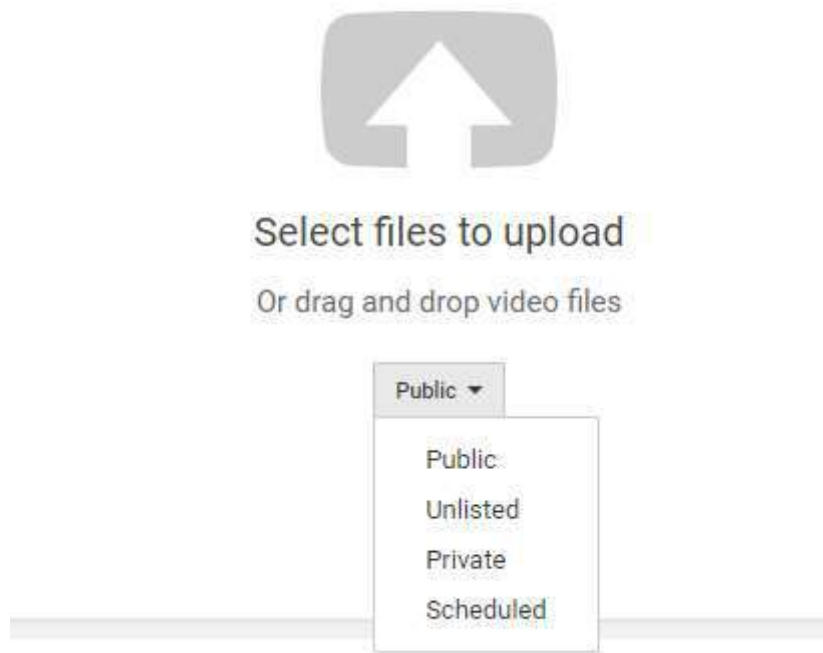 Select files to upload
Or drag and drop video files
Public
Public
Unlisted
Private
Scheduled